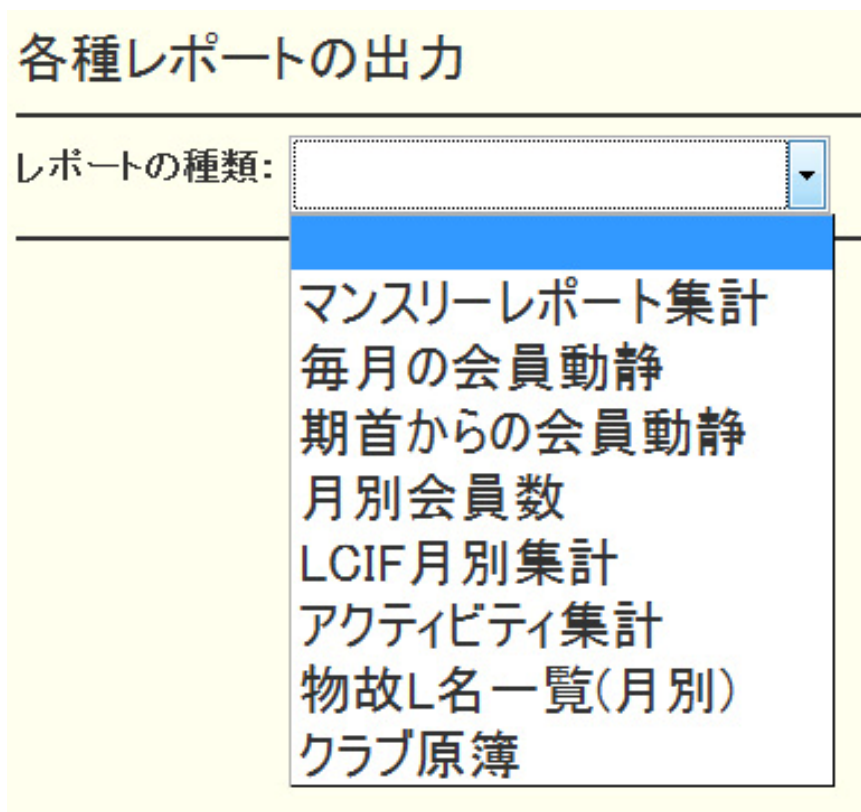 各種レポートの出力
レポートの種類:
マンスリーレポート集計
毎月の会員動静
期首からの会員動静
月別会員数
LCIF月別集計
アクティビティ集計
物故L名一覧(月別)
クラブ原簿